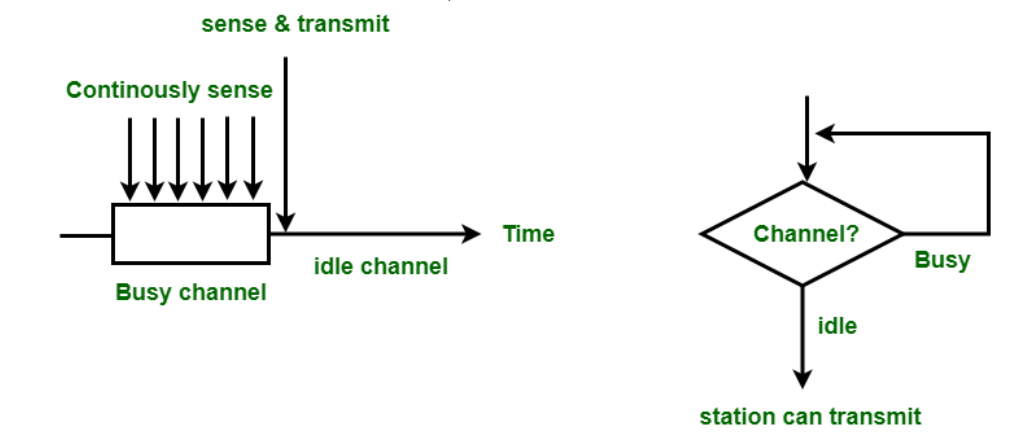 sense & transmit
Continously sense
Time
idle channel
Busy channel
Channel?
Busy
idle
station can transmit